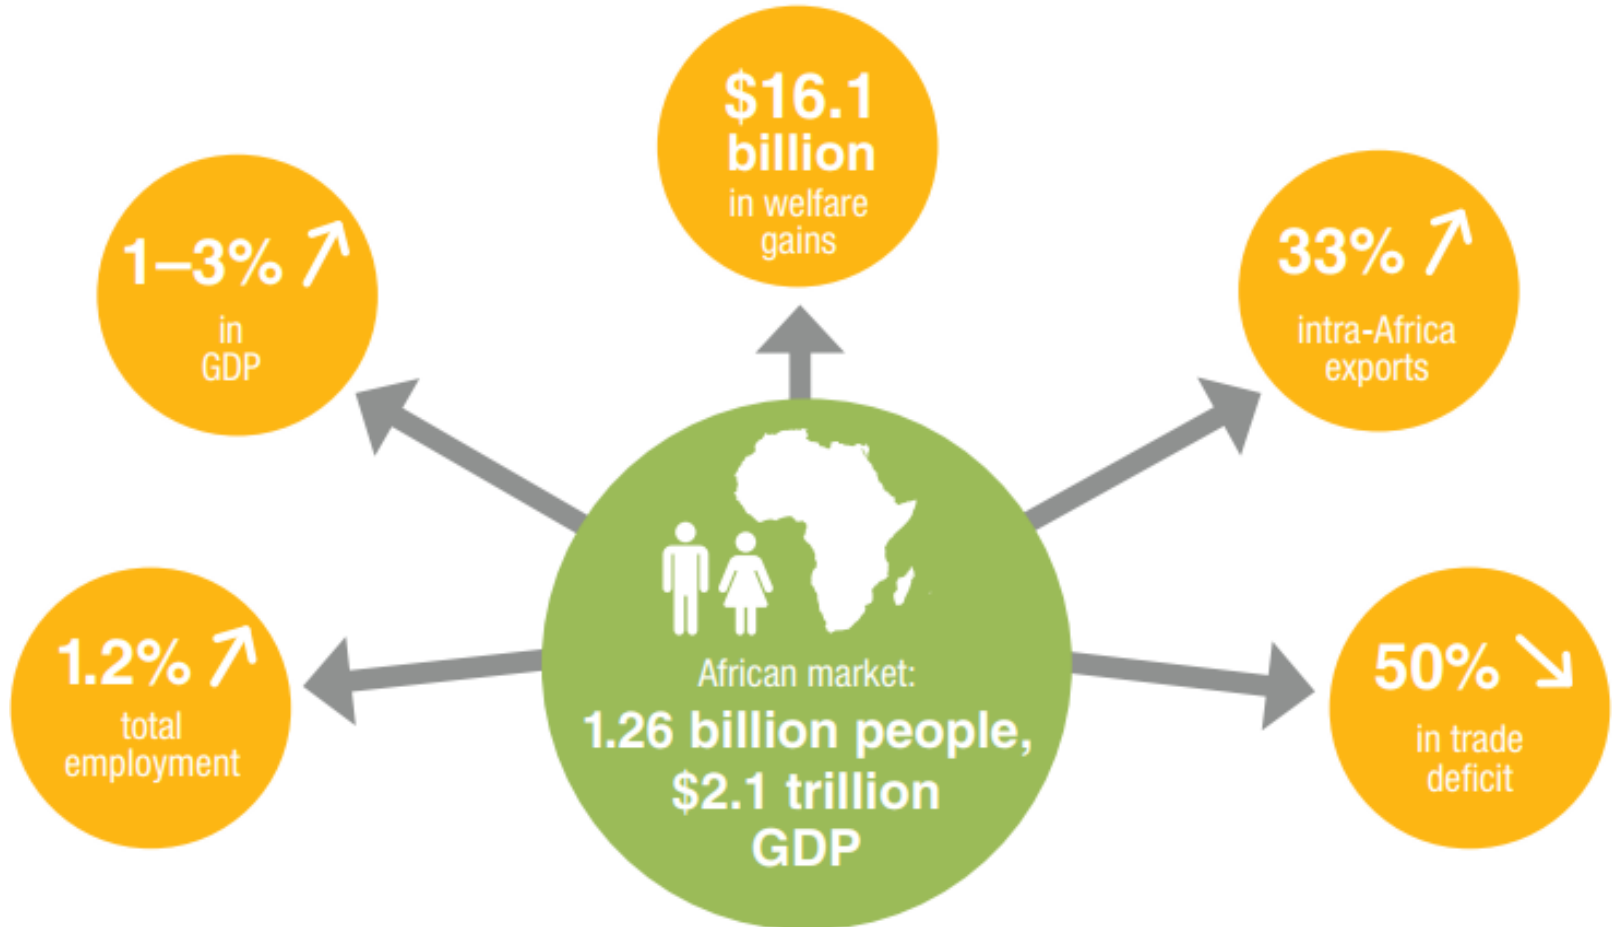 $16.1
billion
in welfare
gains
1–3%
in
GDP
33%
intra-Africa
exports
1.2%
total
employment
African market:
1.26 billion people,
$2.1 trillion
GDP
50%
in trade
deficit